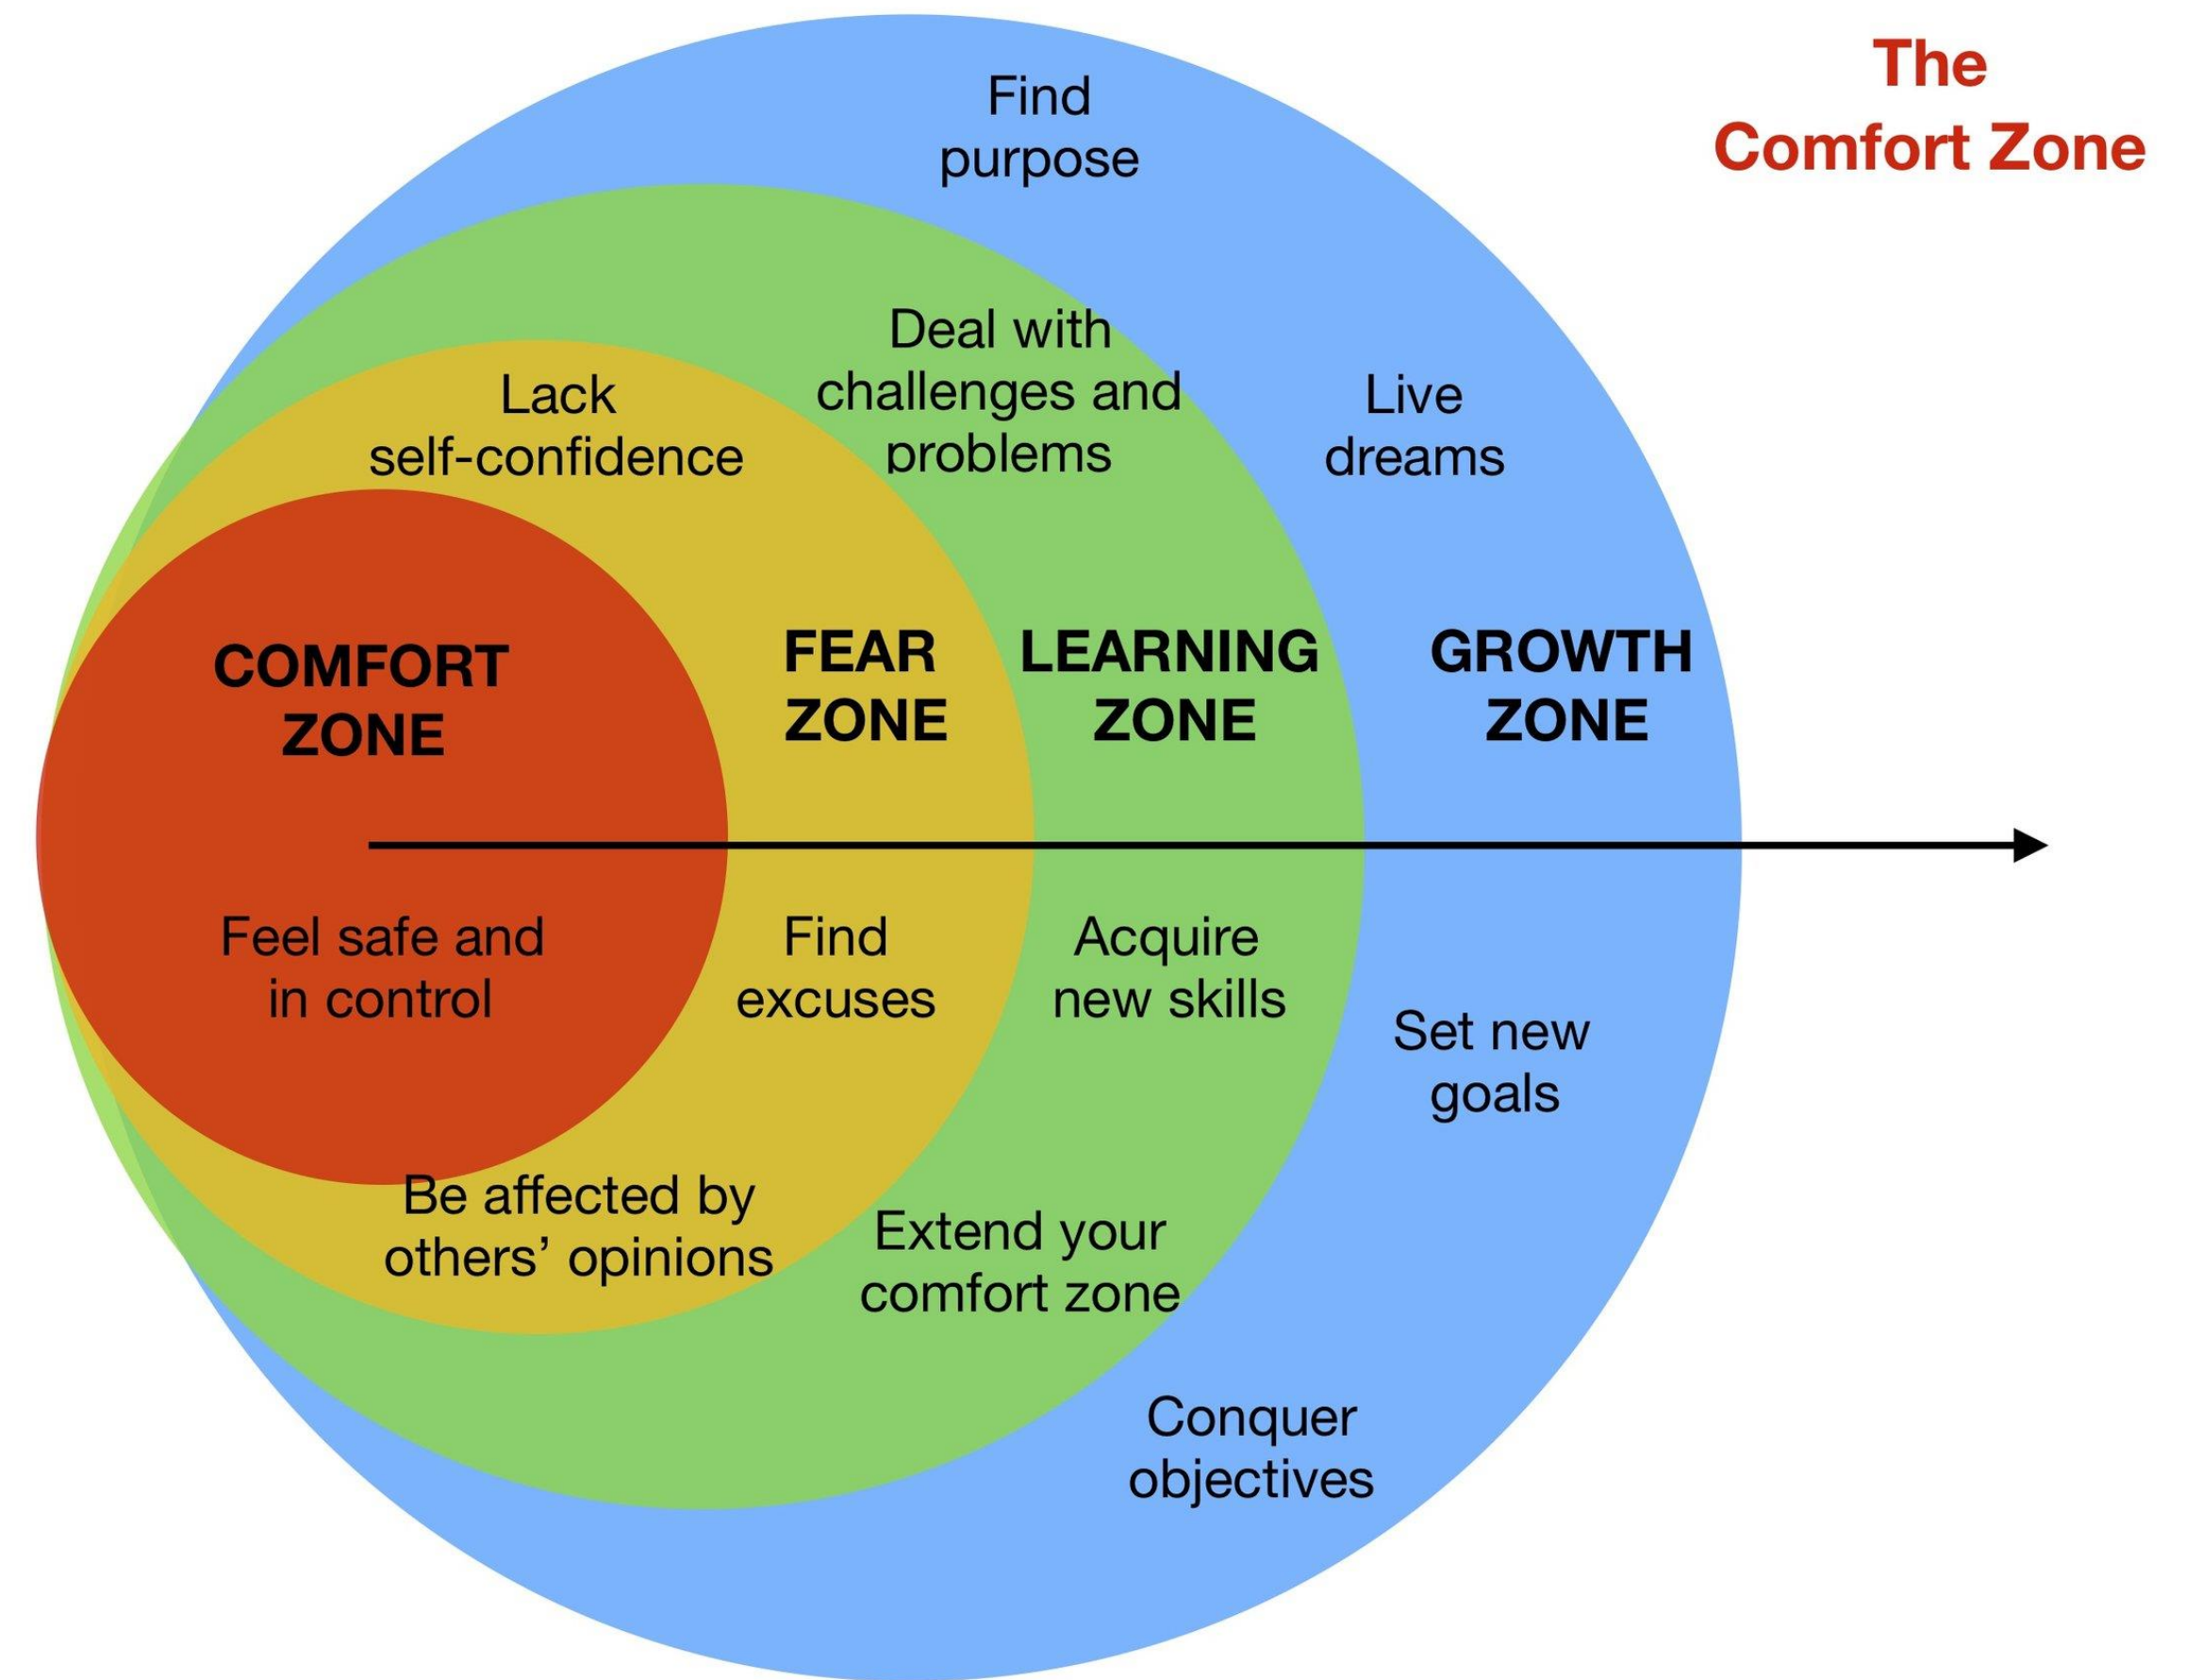 The
Comfort Zone
Find
purpose
Deal with
challenges and
problems
Live
dreams
Lack
self-confidence
COMFORT
ZONE
FEAR
ZONE
LEARNING
ZONE
GROWTH
ZONE
Feel safe and
in control
Find
excuses
Acquire
new skills
Set new
goals
Be affected by
others’ opinions
Extend your
comfort zone
Conquer
objectives